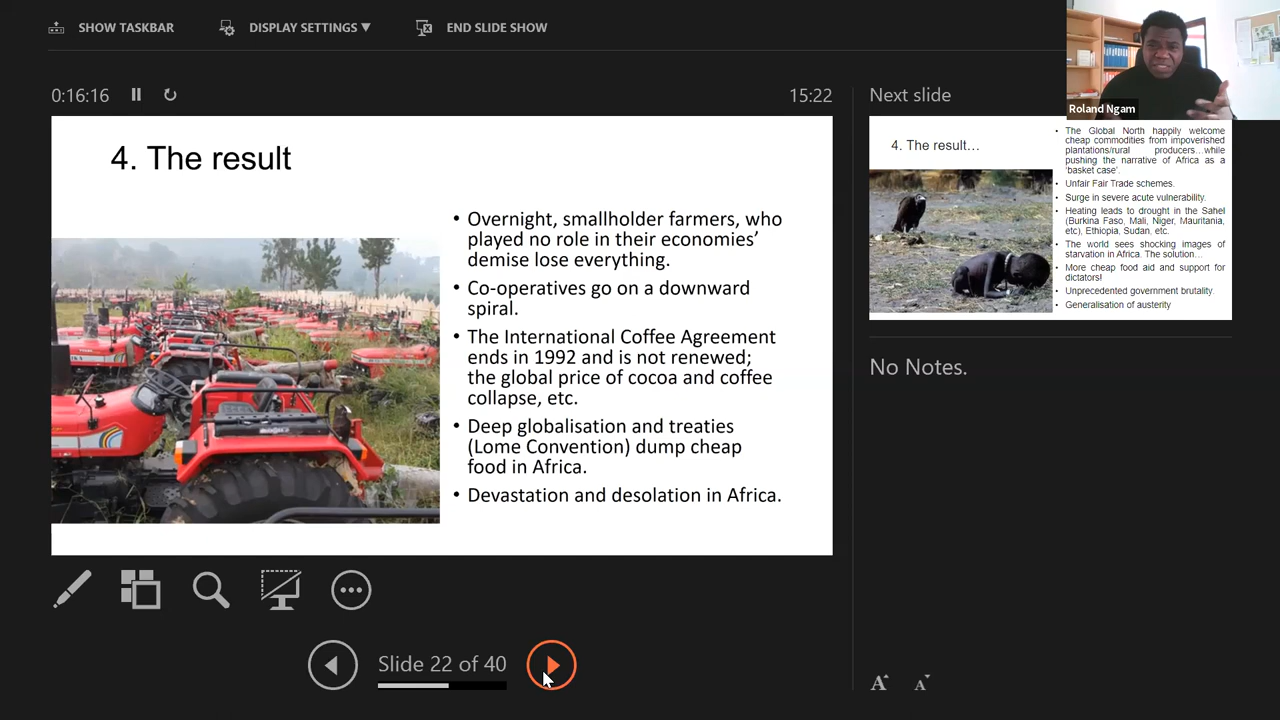 SHOW TASKBAR
DISPLAY SETTINGS ▼
END SLIDE SHOW
0:16:16
15:22
Next slide
Roland Ngam
4. The result
• Overnight, smallholder farmers, who
played no role in their economies’
demise lose everything.
• Co-operatives go on a downward
spiral.
• The International Coffee Agreement
ends in 1992 and is not renewed;
the global price of cocoa and coffee
collapse, etc.
• Deep globalisation and treaties
(Lome Convention) dump cheap
food in Africa.
• Devastation and desolation in Africa.
4. The result…
• The Global North happily welcome
cheap commodities from impoverished
plantations/rural producers…while
pushing the narrative of Africa as a
‘basket case’.
• Unfair Fair Trade schemes.
• Surge in severe acute vulnerability.
• Heating leads to drought in the Sahel
(Burkina Faso, Mali, Niger, Mauritania,
etc), Ethiopia, Sudan, etc.
• The world sees shocking images of
starvation in Africa. The solution…
• More cheap food aid and support for
dictators!
• Unprecedented government brutality.
• Generalisation of austerity
No Notes.
Slide 22 of 40
A A